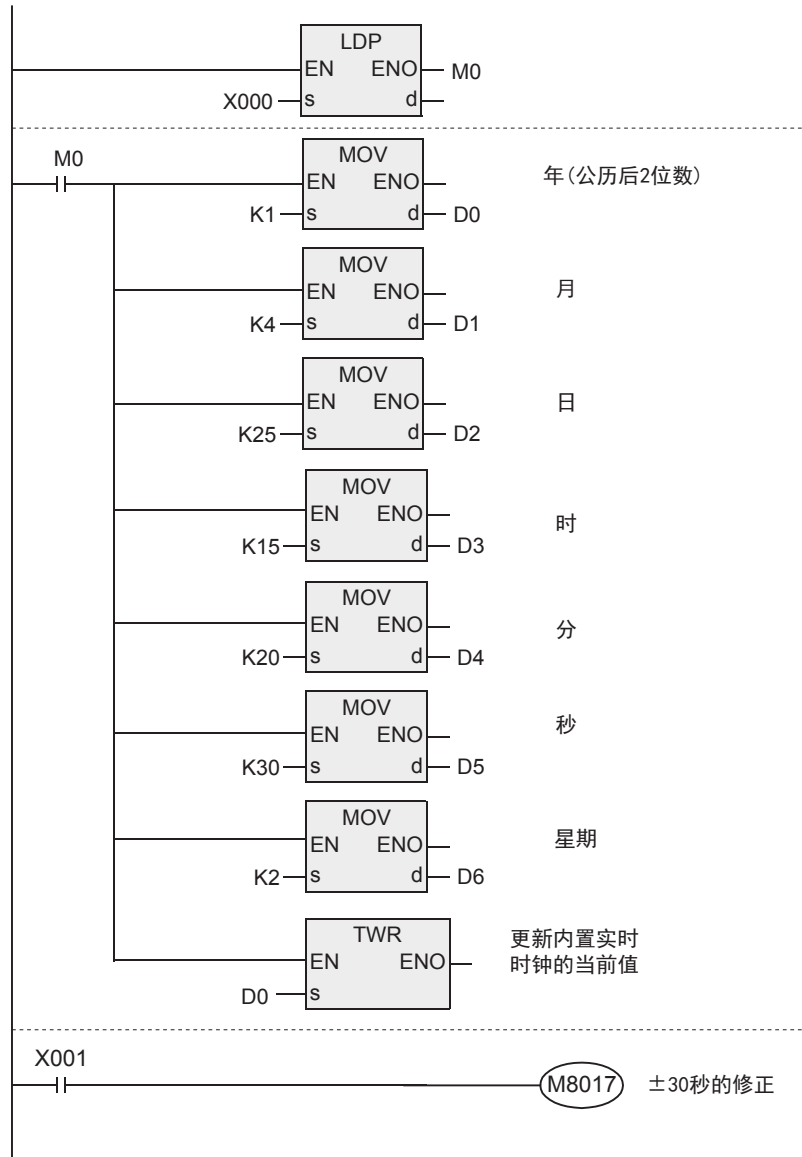 LDP
EN ENO M0
X000 s d
M0
MOV
EN ENO
K1 s d D0
年(公历后2位数)
MOV
EN ENO
K4 s d D1
月
MOV
EN ENO
K25 s d D2
日
MOV
EN ENO
K15 s d D3
时
MOV
EN ENO
K20 s d D4
分
MOV
EN ENO
K30 s d D5
秒
MOV
EN ENO
K2 s d D6
星期
TWR
EN ENO
D0 s
更新内置实时
时钟的当前值
X001
M8017 ±30秒的修正